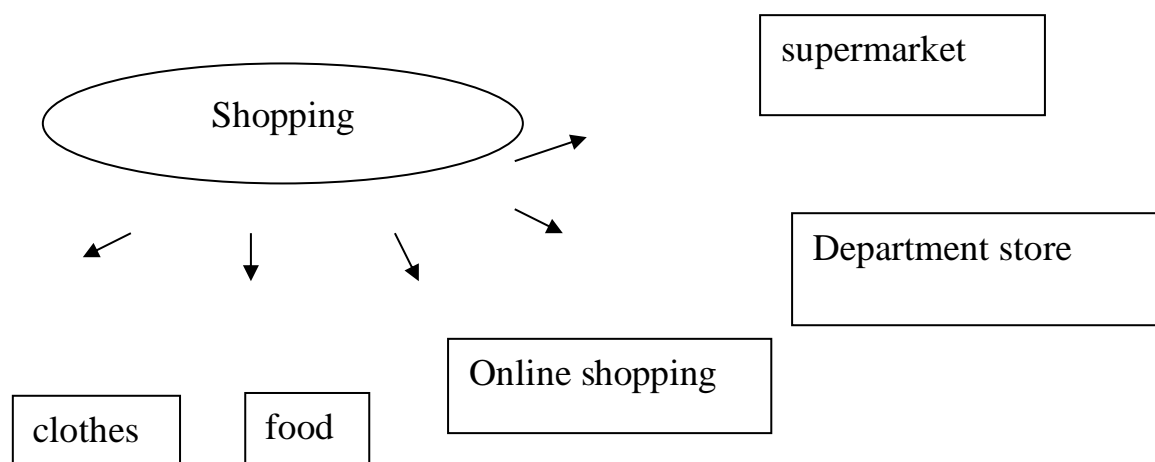 supermarket
Shopping
Department store
Online shopping
clothes
food